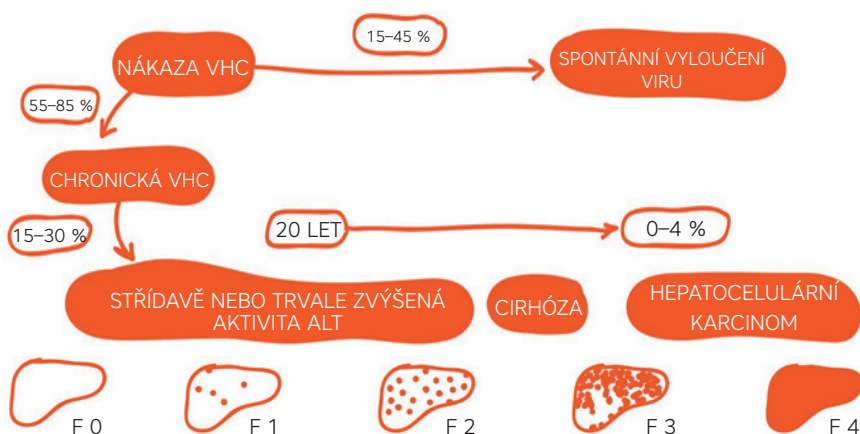 15–45 %
NÁKAZA VHC
SPONTÁNNÍ VYLOUČENÍ
VIRU
55–85 %
CHRONICKÁ VHC
15–30 %
20 LET
0–4 %
STŘÍDAVĚ NEBO TRVALE ZVÝŠENÁ
AKTIVITA ALT
CIRHÓZA
HEPATOCELULÁRNÍ
KARCINOM
F 0
F 1
F 2
F 3
F 4